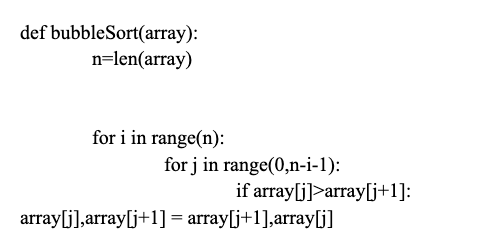 def bubbleSort(array):
n=len(array)
for i in range(n):
for j in range(0,n-i-1):
if array[j]>array[j+1]:
array[j],array[j+1] = array[j+1],array[j]